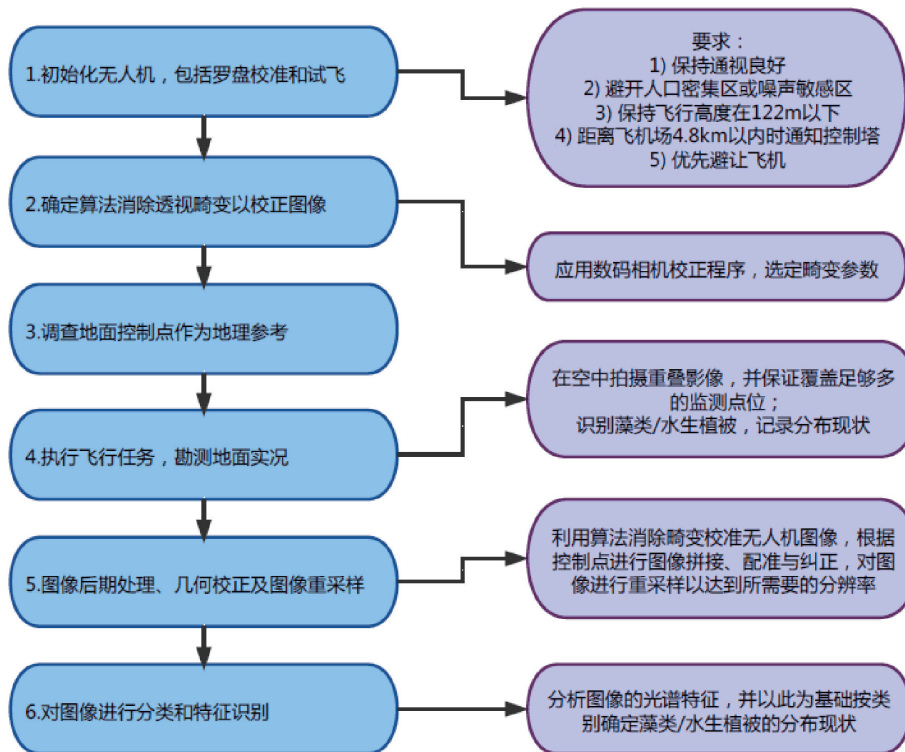 1.初始化无人机，包括罗盘校准和试飞
要求：
1) 保持通视良好
2) 避开人口密集区或噪声敏感区
3) 保持飞行高度在122m以下
4) 距离飞机场4.8km以内时通知控制塔
5) 优先避让飞机
2.确定算法消除透视畸变以校正图像
应用数码相机校正程序，选定畸变参数
3.调查地面控制点作为地理参考
4.执行飞行任务，勘测地面实况
在空中拍摄重叠影像，并保证覆盖足够多
的监测点位；
识别藻类/水生植被，记录分布现状
5.图像后期处理、几何校正及图像重采样
利用算法消除畸变校准无人机图像，根据
控制点进行图像拼接、配准与纠正，对图
像进行重采样以达到所需要的分辨率
6.对图像进行分类和特征识别
分析图像的光谱特征，并以此为基础按类
别确定藻类/水生植被的分布现状